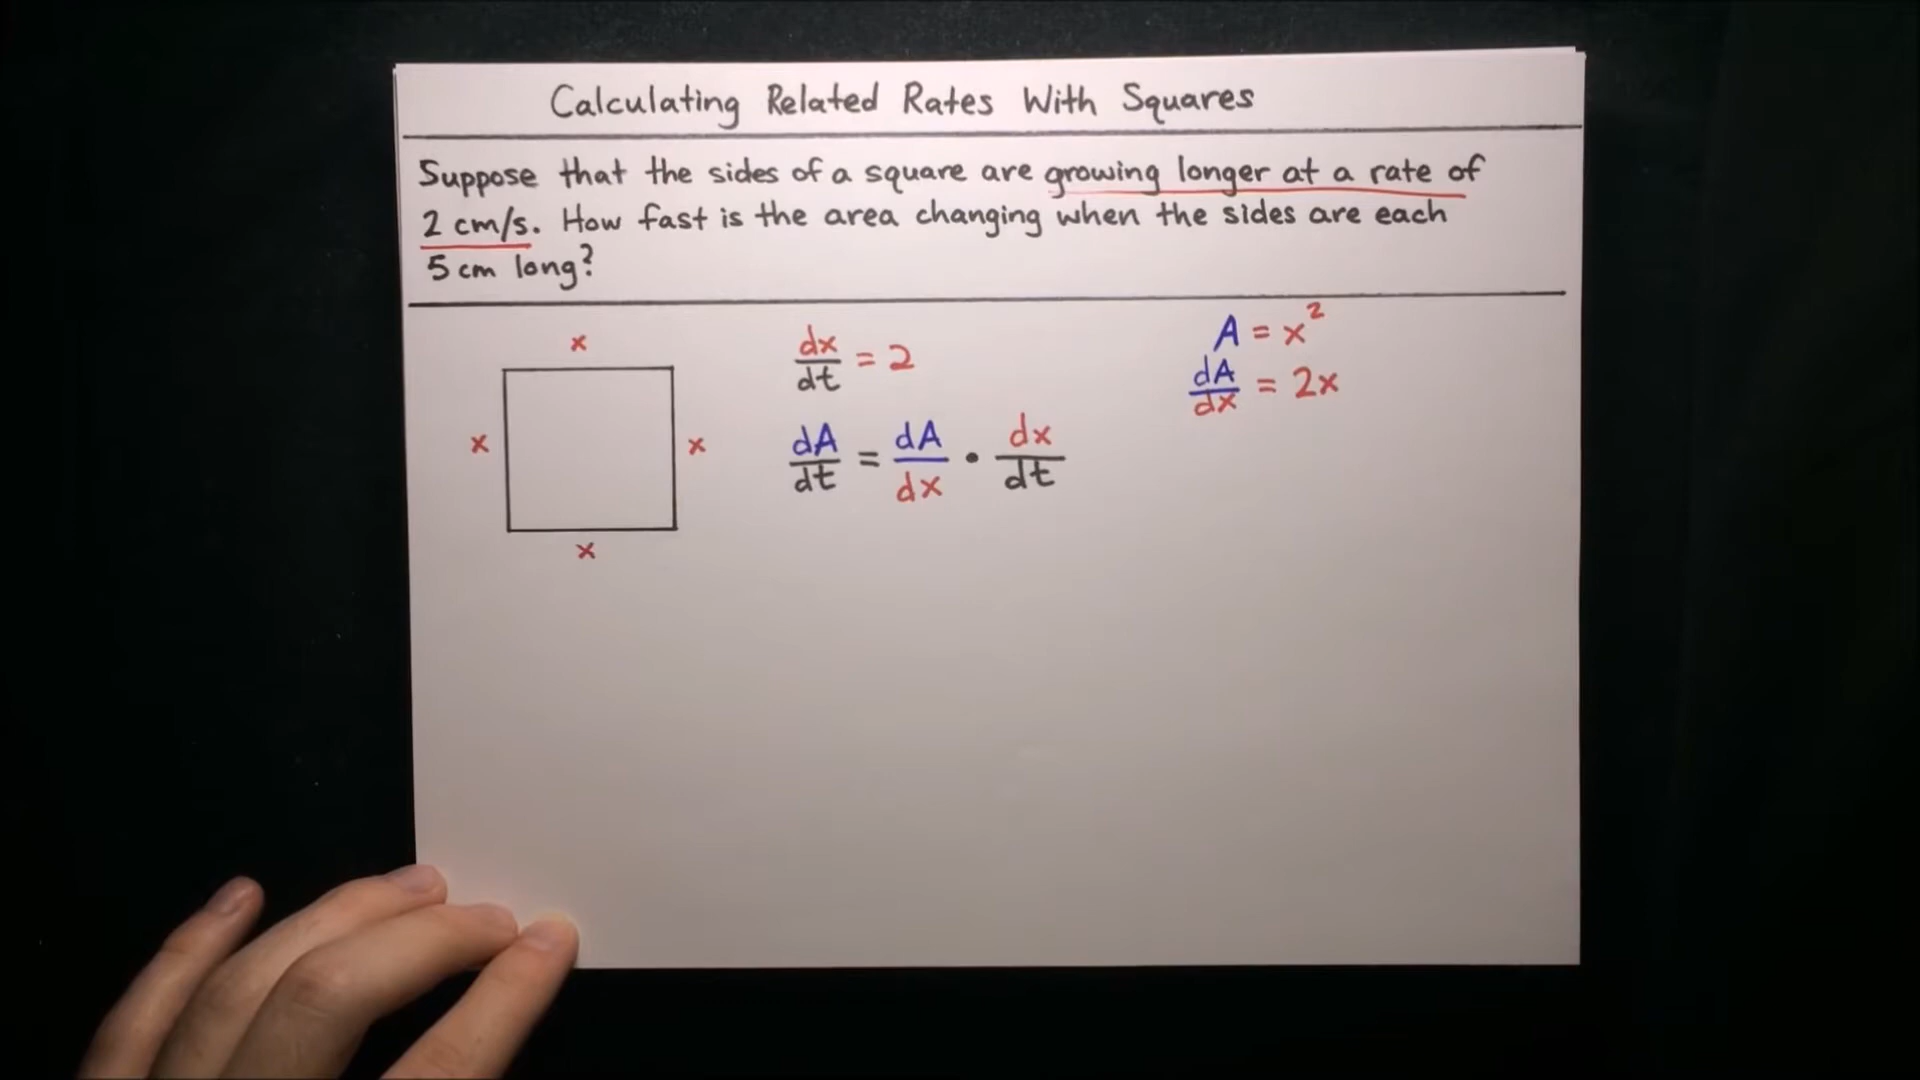 Calculating Related Rates With Squares
Suppose that the sides of a square are growing longer at a rate of
2 cm/s. How fast is the area changing when the sides are each
5 cm long?
x
x
x
x
dx/dt = 2
dA/dt = dA/dx · dx/dt
A = x²
dA/dx = 2x